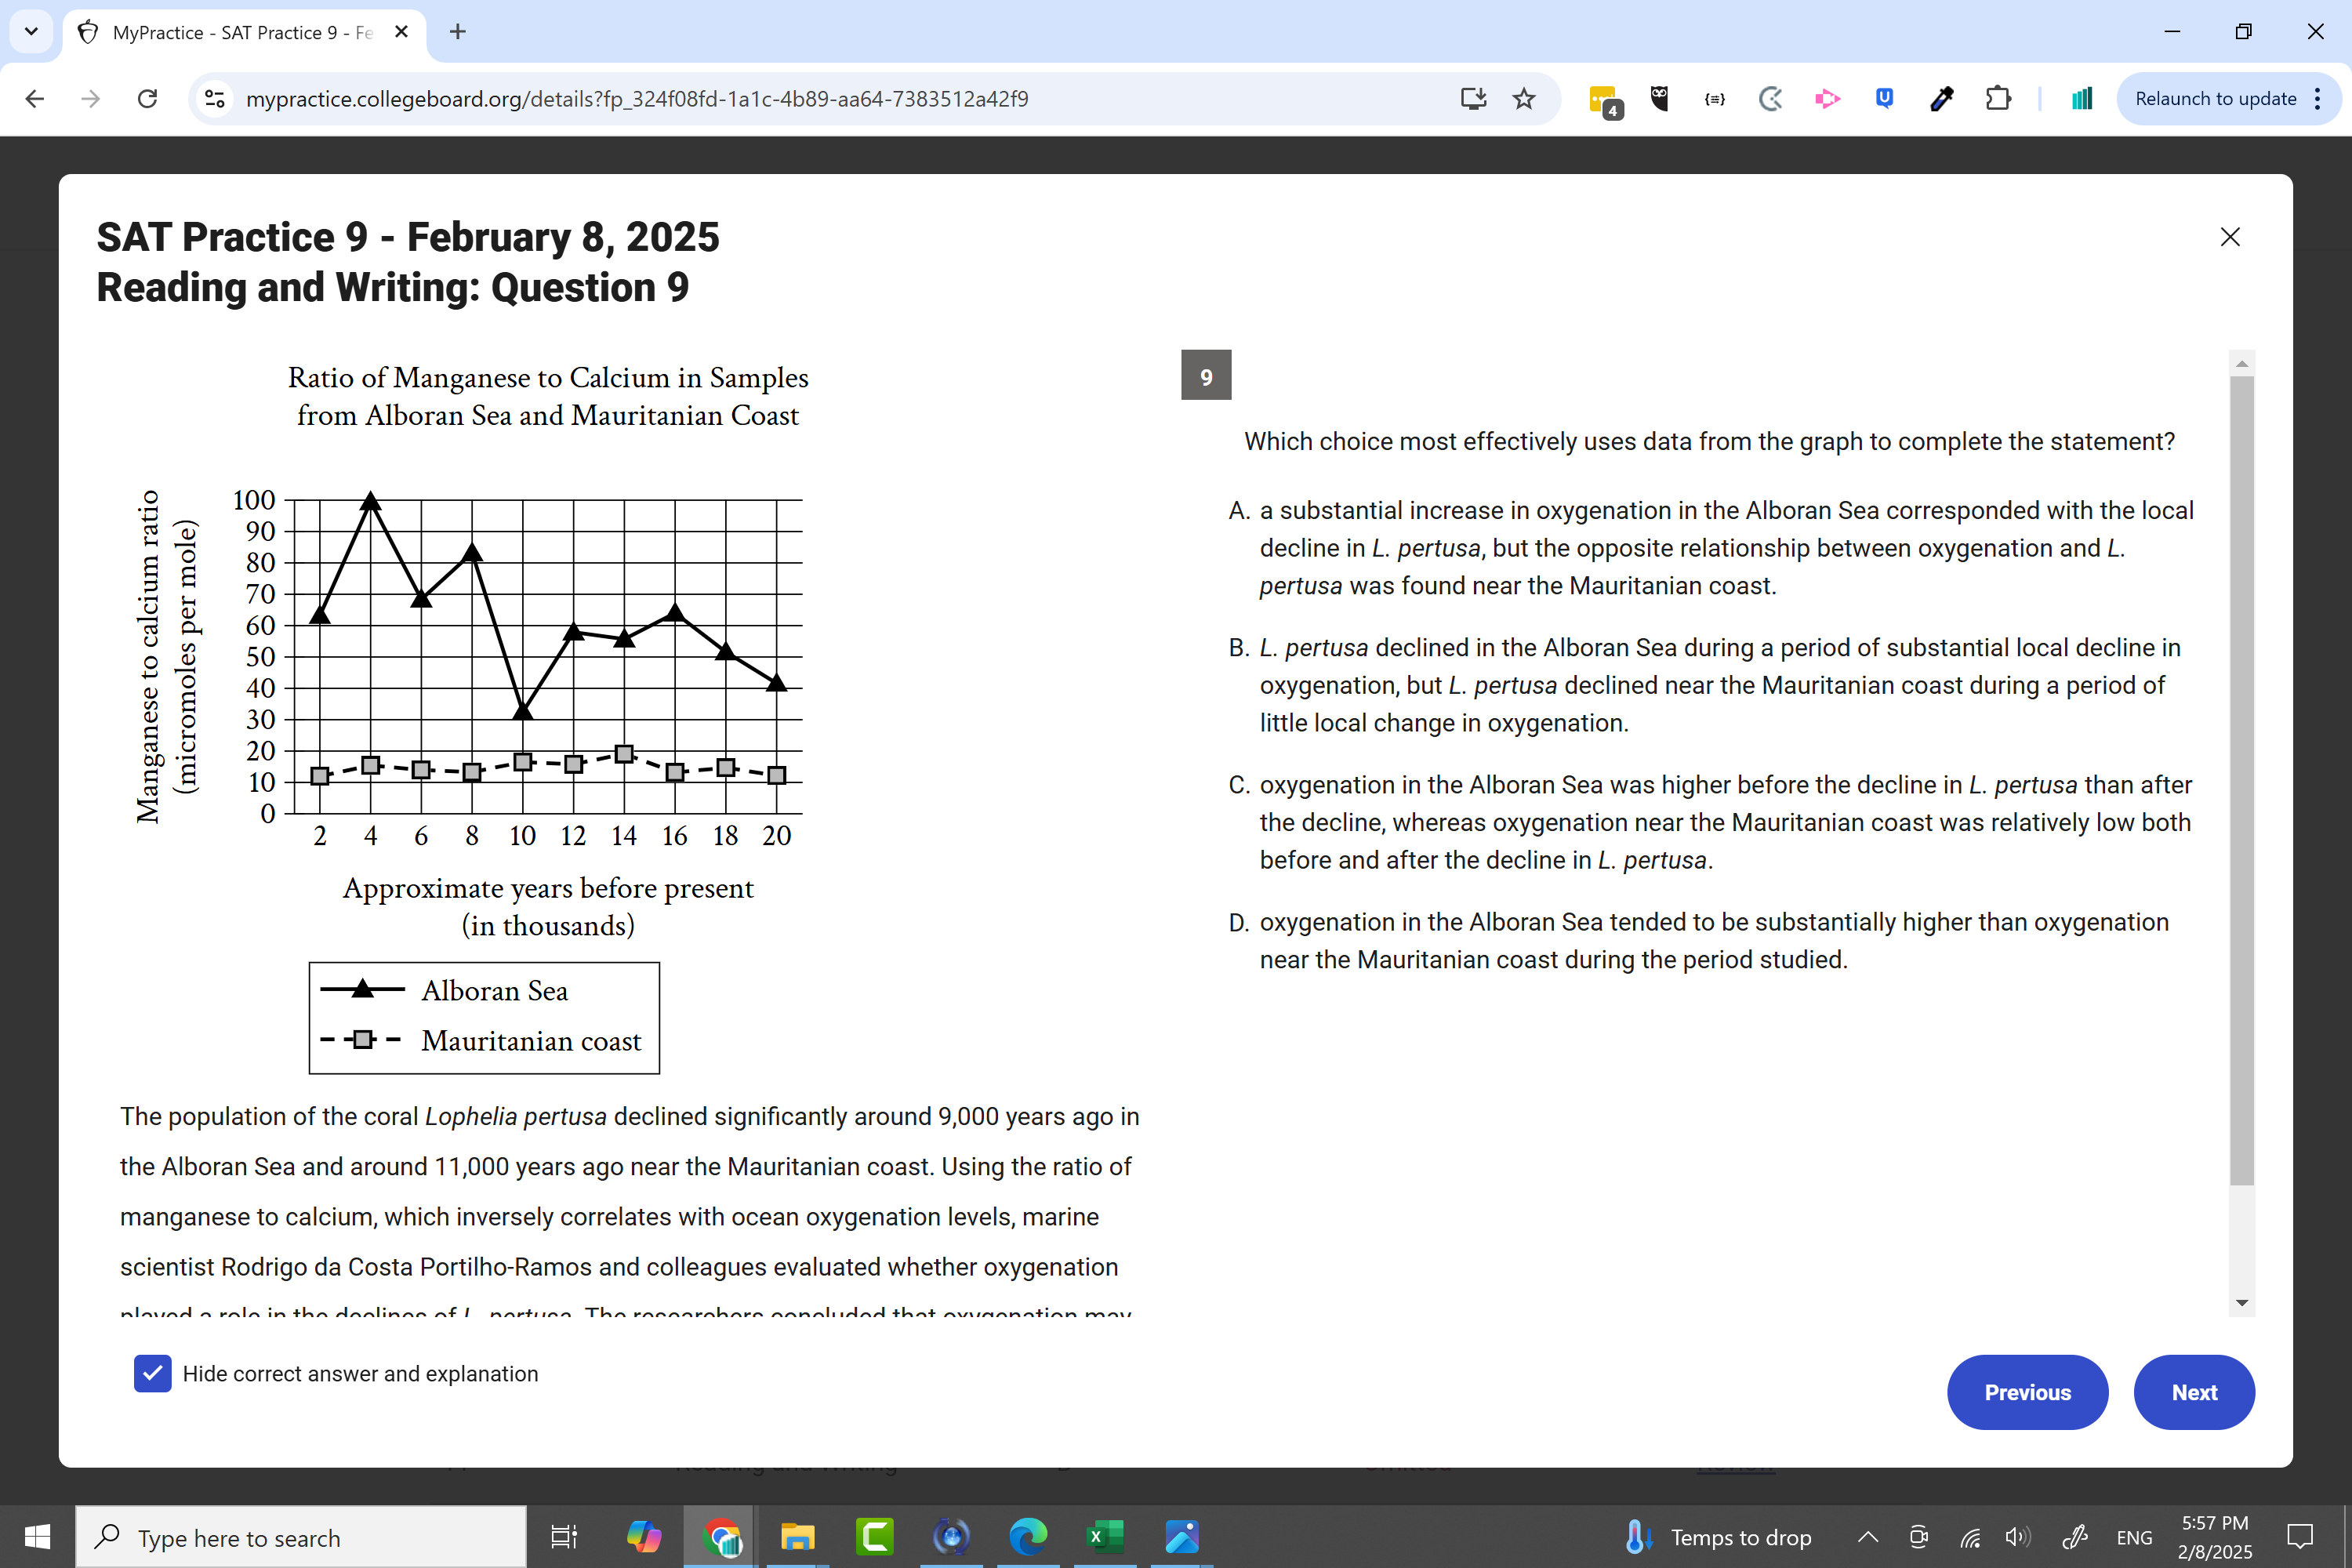 MyPractice - SAT Practice 9 - Fe
mypractice.collegeboard.org/details?fp_324f08fd-1a1c-4b89-aa64-7383512a42f9
4
Relaunch to update
SAT Practice 9 - February 8, 2025
Reading and Writing: Question 9
Ratio of Manganese to Calcium in Samples
from Alboran Sea and Mauritanian Coast
Manganese to calcium ratio
(micromoles per mole)
100
90
80
70
60
50
40
30
20
10
0
2 4 6 8 10 12 14 16 18 20
Approximate years before present
(in thousands)
Alboran Sea
Mauritanian coast
The population of the coral Lophelia pertusa declined significantly around 9,000 years ago in
the Alboran Sea and around 11,000 years ago near the Mauritanian coast. Using the ratio of
manganese to calcium, which inversely correlates with ocean oxygenation levels, marine
scientist Rodrigo da Costa Portilho-Ramos and colleagues evaluated whether oxygenation
played a role in the declines of L. pertusa. The researchers concluded that oxygenation may
9
Which choice most effectively uses data from the graph to complete the statement?
A. a substantial increase in oxygenation in the Alboran Sea corresponded with the local
decline in L. pertusa, but the opposite relationship between oxygenation and L.
pertusa was found near the Mauritanian coast.
B. L. pertusa declined in the Alboran Sea during a period of substantial local decline in
oxygenation, but L. pertusa declined near the Mauritanian coast during a period of
little local change in oxygenation.
C. oxygenation in the Alboran Sea was higher before the decline in L. pertusa than after
the decline, whereas oxygenation near the Mauritanian coast was relatively low both
before and after the decline in L. pertusa.
D. oxygenation in the Alboran Sea tended to be substantially higher than oxygenation
near the Mauritanian coast during the period studied.
Hide correct answer and explanation
Previous
Next
Type here to search
Temps to drop
ENG
5:57 PM
2/8/2025